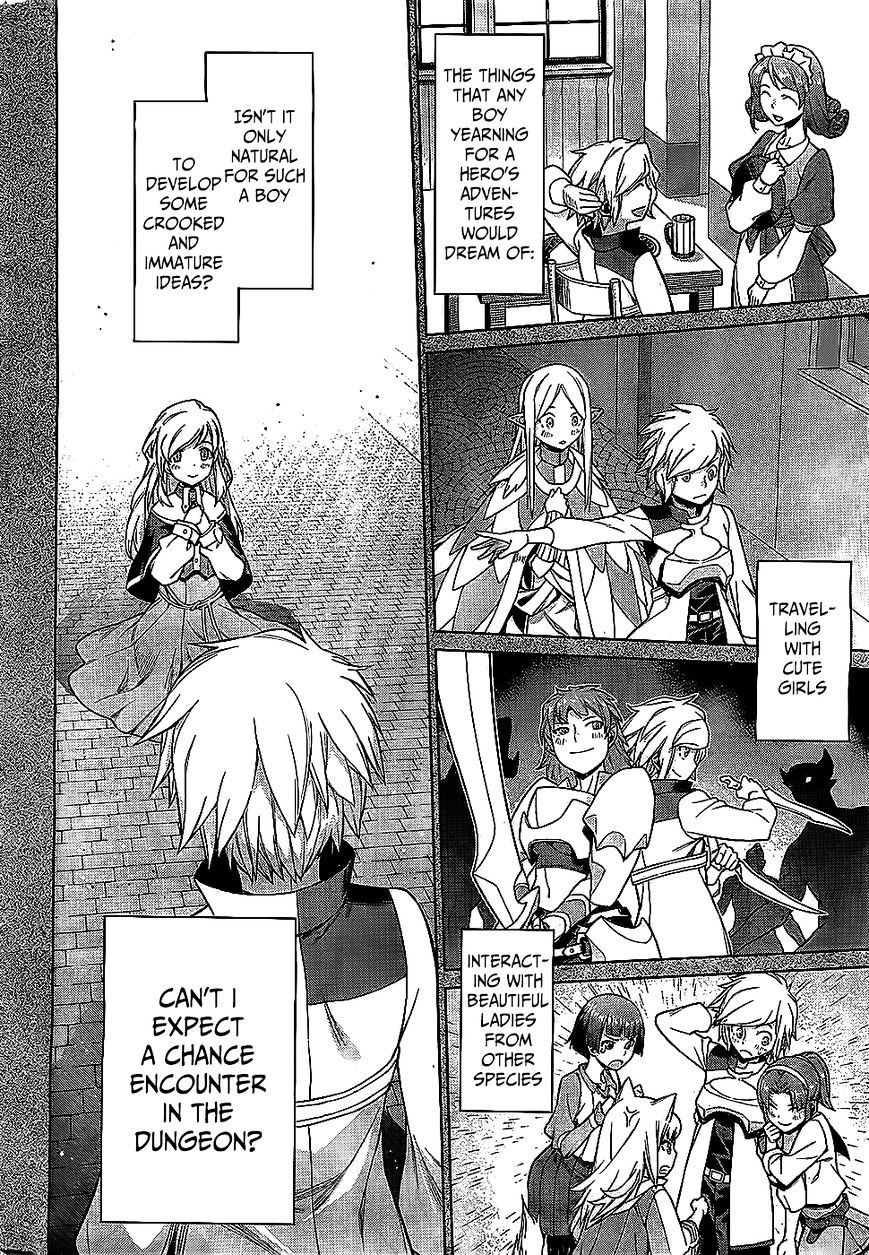 THE THINGS
THAT ANY
BOY
YEARNING
FOR A
HERO'S
ADVEN-
TURES
WOULD
DREAM OF:
TRAVEL-
LING
WITH
CUTE
GIRLS
INTERACT-
ING WITH
BEAUTIFUL
LADIES
FROM
OTHER
SPECIES
ISN'T IT
ONLY
NATURAL
FOR SUCH
A BOY
TO
DEVELOP
SOME
CROOKED
AND
IMMATURE
IDEAS?
CAN'T I
EXPECT
A CHANCE
ENCOUNTER
IN THE
DUNGEON?